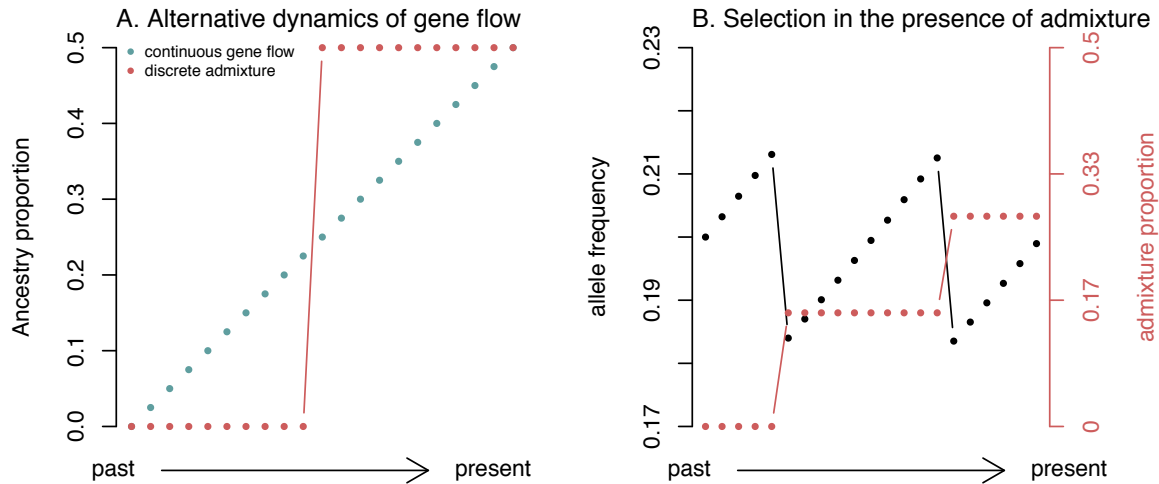 A. Alternative dynamics of gene flow
continuous gene flow
discrete admixture
Ancestry proportion
0.5
0.4
0.3
0.2
0.1
0.0
past
present
B. Selection in the presence of admixture
allele frequency
0.23
0.21
0.19
0.17
admixture proportion
0.5
0.33
0.17
0
past
present